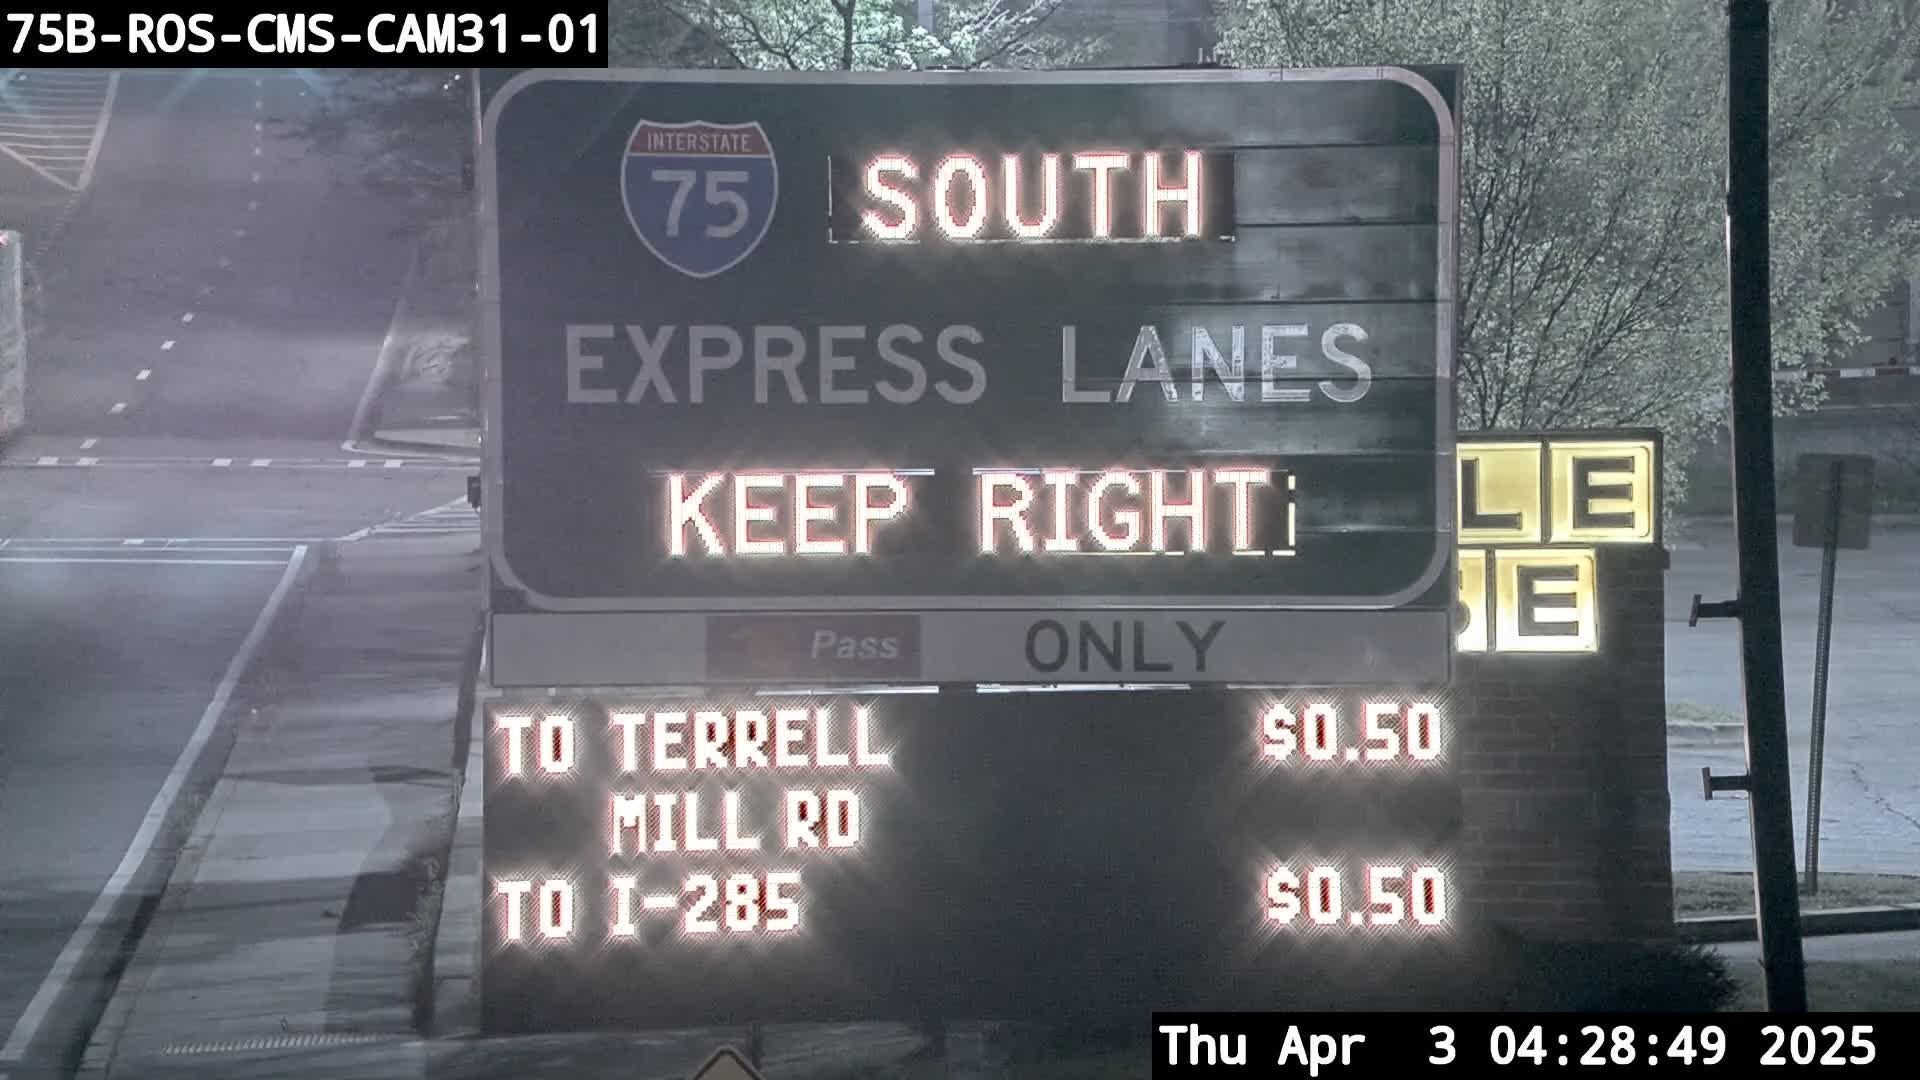 75B-ROS-CMS-CAM31-01
INTERSTATE
75
SOUTH
EXPRESS LANES
KEEP RIGHT
Pass ONLY
LE
E
TO TERRELL $0.50
MILL RD
TO I-285 $0.50
Thu Apr 3 04:28:49 2025